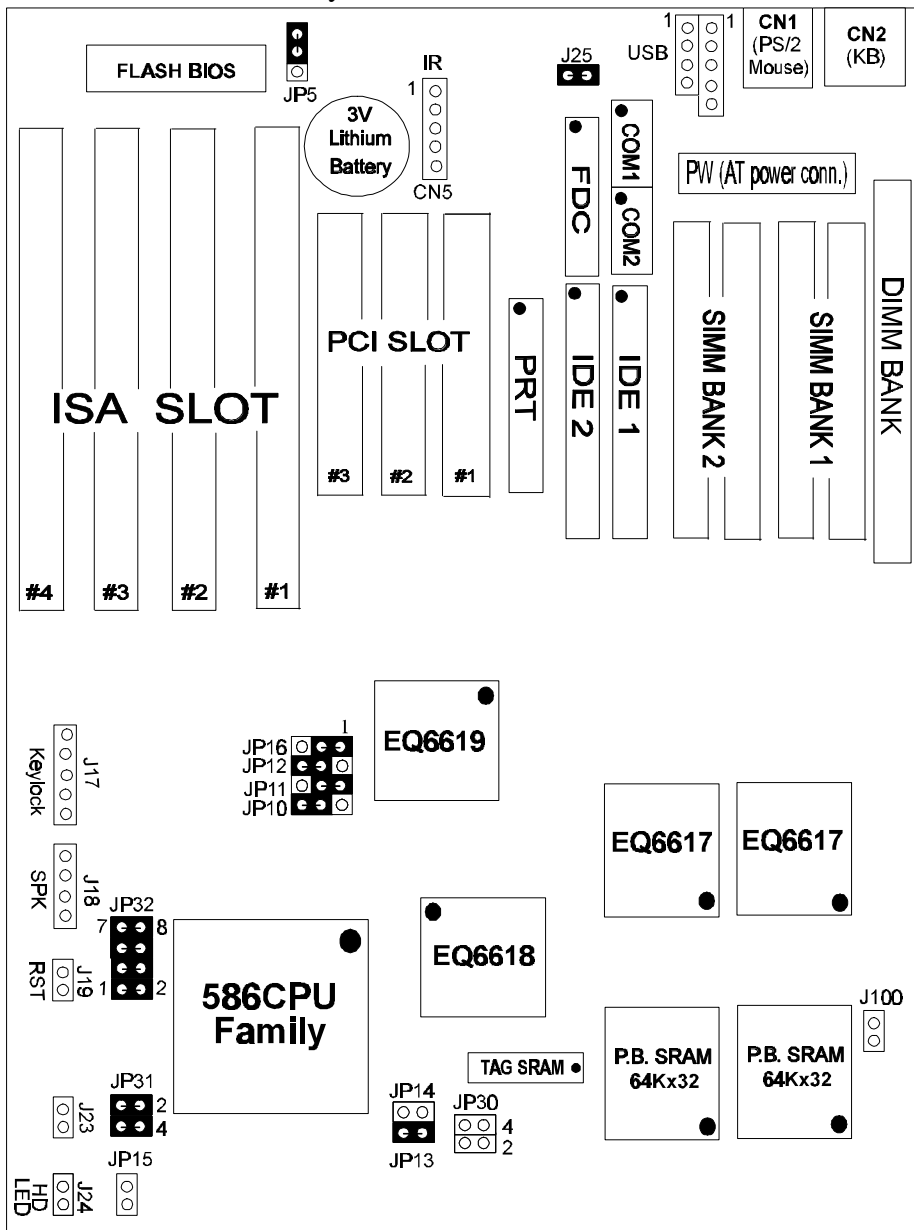 1
1
CN1
(PS/2
Mouse)
CN2
(KB)
USB
FLASH BIOS
JP5
IR
1
J25
3V
Lithium
Battery
CN5
FDC
COM1
COM2
PW (AT power conn.)
DIMM BANK
SIMM BANK 2
SIMM BANK 1
PCI SLOT
PRT
IDE 2
IDE 1
ISA SLOT
#3
#2
#1
#4
#3
#2
#1
Keylock
J17
1
JP16
JP12
JP11
JP10
EQ6619
EQ6617
EQ6617
SPK
J18
JP32
7
8
1
2
RST
J19
586CPU
Family
EQ6618
J100
P.B. SRAM
64Kx32
P.B. SRAM
64Kx32
TAG SRAM
JP31
2
4
J23
JP14
JP13
JP30
4
2
JP15
HD
LED
J24